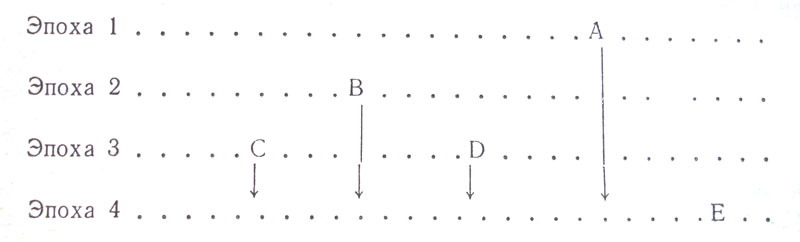 Эпоха 1 . . . . . . . . . . . . . . . . . . . A . . . . . . .
Эпоха 2 . . . . . . . . . B . . . . . . . . . . . . . . . .
Эпоха 3 . . . . . C . . . . . . . . D . . . . . . . . . . .
Эпоха 4 . . . . . . . . . . . . . . . . . . . . . . . . E . .